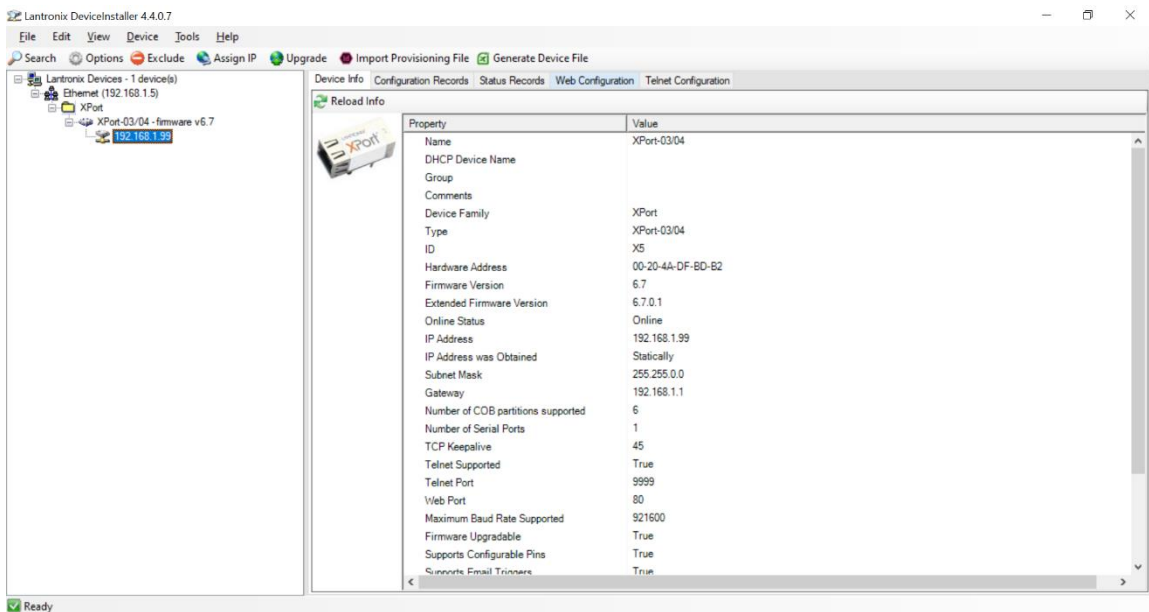 Lantronix DeviceInstaller 4.4.0.7
File Edit View Device Tools Help
Search Options Exclude Assign IP Upgrade Import Provisioning File Generate Device File
Lantronix Devices - 1 device(s)
Ethernet (192.168.1.5)
XPort
XPort-03/04 - firmware v6.7
192.168.1.99
Device Info Configuration Records Status Records Web Configuration Telnet Configuration
Reload Info
XPort
Property Value
Name XPort-03/04
DHCP Device Name
Group
Comments
Device Family XPort
Type XPort-03/04
ID X5
Hardware Address 00-20-4A-DF-BD-B2
Firmware Version 6.7
Extended Firmware Version 6.7.0.1
Online Status Online
IP Address 192.168.1.99
IP Address was Obtained Statically
Subnet Mask 255.255.0.0
Gateway 192.168.1.1
Number of COB partitions supported 6
Number of Serial Ports 1
TCP Keepalive 45
Telnet Supported True
Telnet Port 9999
Web Port 80
Maximum Baud Rate Supported 921600
Firmware Upgradable True
Supports Configurable Pins True
Supports Email Triggers True
Ready